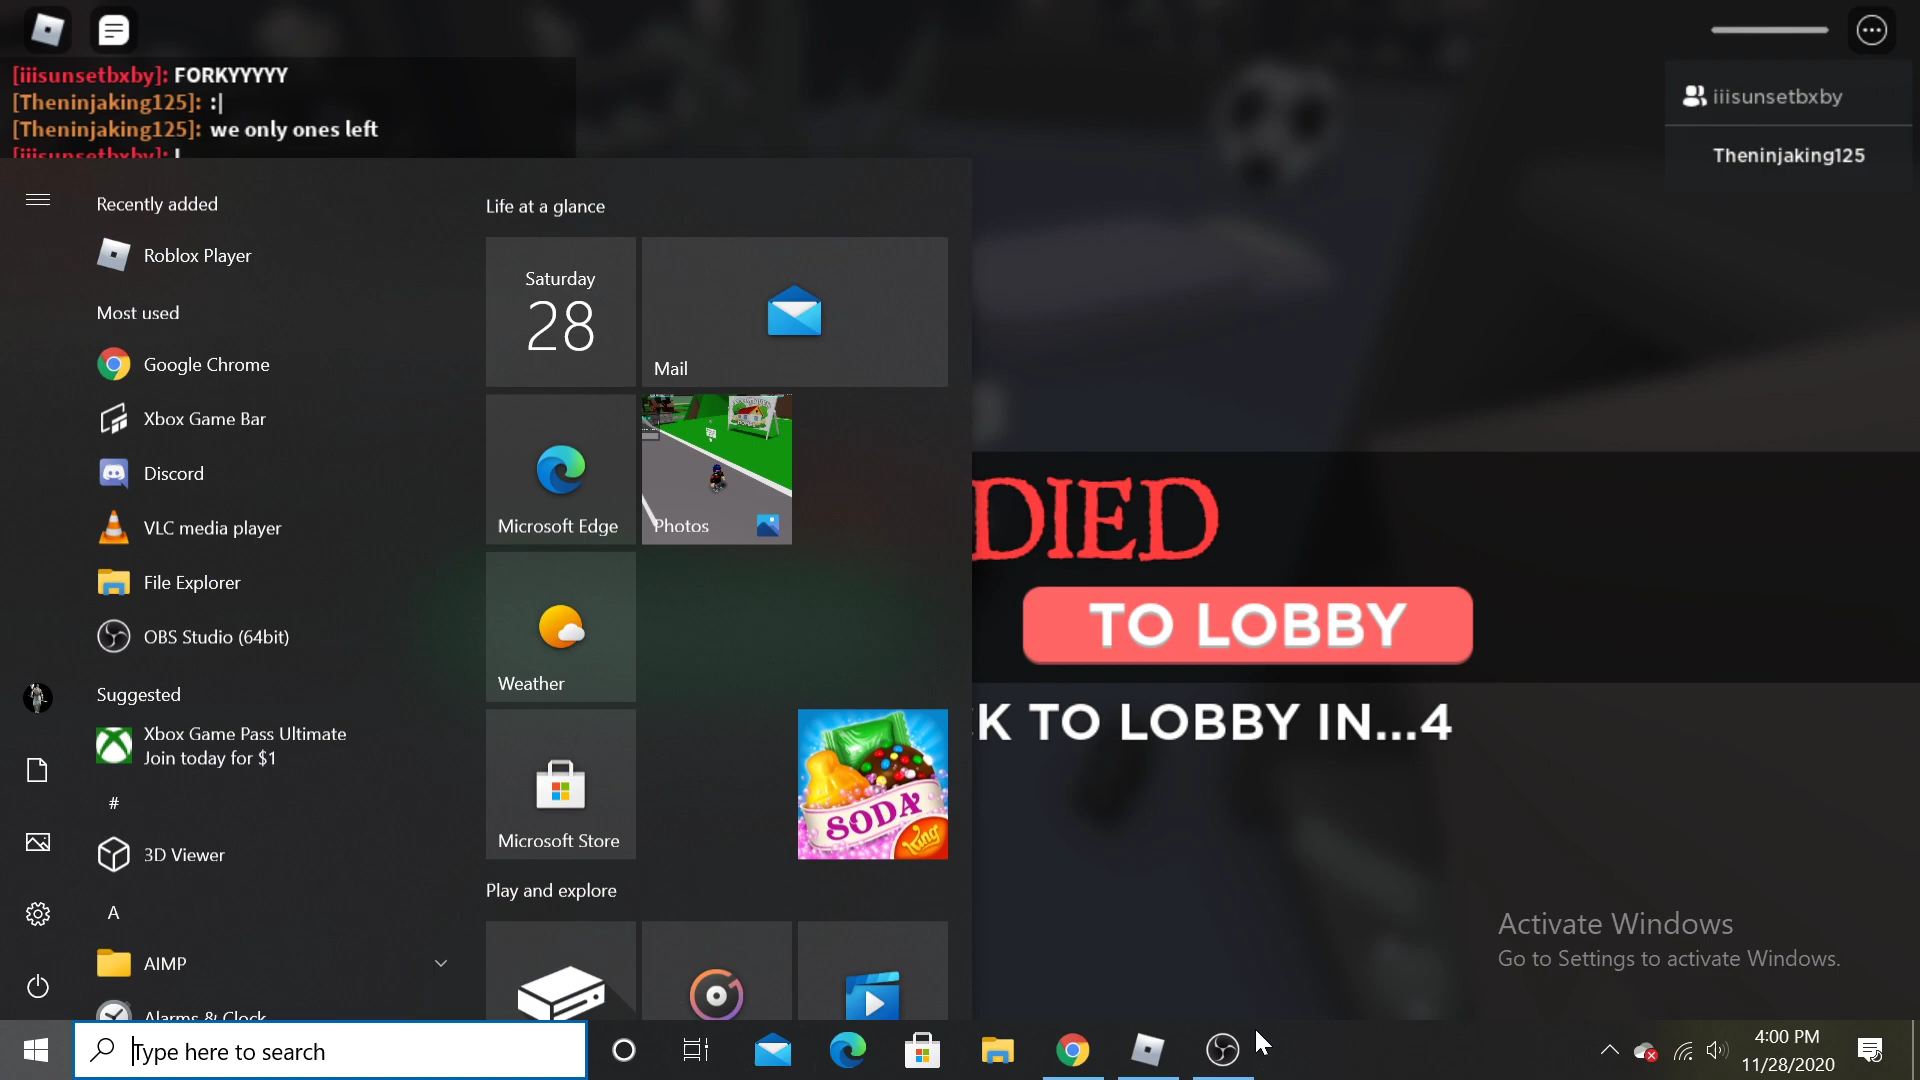 [iiisunsetbxby]: FORKYYYYY
[Theninjaking125]: :|
[Theninjaking125]: we only ones left
[iiisunsetbxby]:
iiisunsetbxby
Theninjaking125
Recently added
Roblox Player
Most used
Google Chrome
Xbox Game Bar
Discord
VLC media player
File Explorer
OBS Studio (64bit)
Suggested
Xbox Game Pass Ultimate
Join today for $1
#
3D Viewer
A
AIMP
Alarms & Clock
Life at a glance
Saturday
28
Mail
Microsoft Edge
Photos
Weather
Microsoft Store
SODA
King
Play and explore
DIED
TO LOBBY
CK TO LOBBY IN...4
Activate Windows
Go to Settings to activate Windows.
Type here to search
4:00 PM
11/28/2020